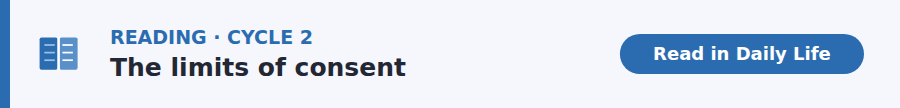 READING · CYCLE 2
The limits of consent
Read in Daily Life